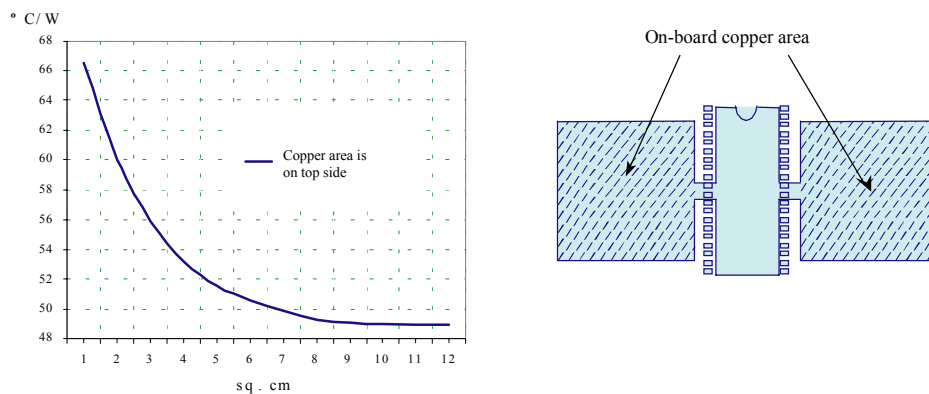 º C/W
68
66
64
62
60
58
56
54
52
50
48
1 2 3 4 5 6 7 8 9 10 11 12
sq. cm
Copper area is
on top side
On-board copper area